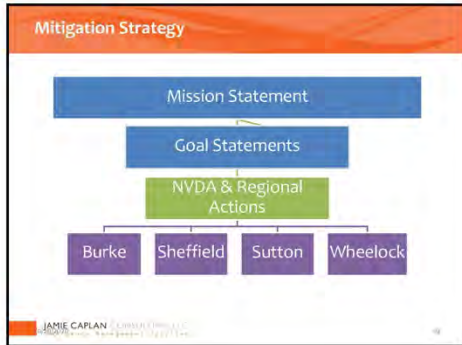 Mitigation Strategy
Mission Statement
Goal Statements
NVDA & Regional
Actions
Burke Sheffield Sutton Wheelock
JAMIE CAPLAN